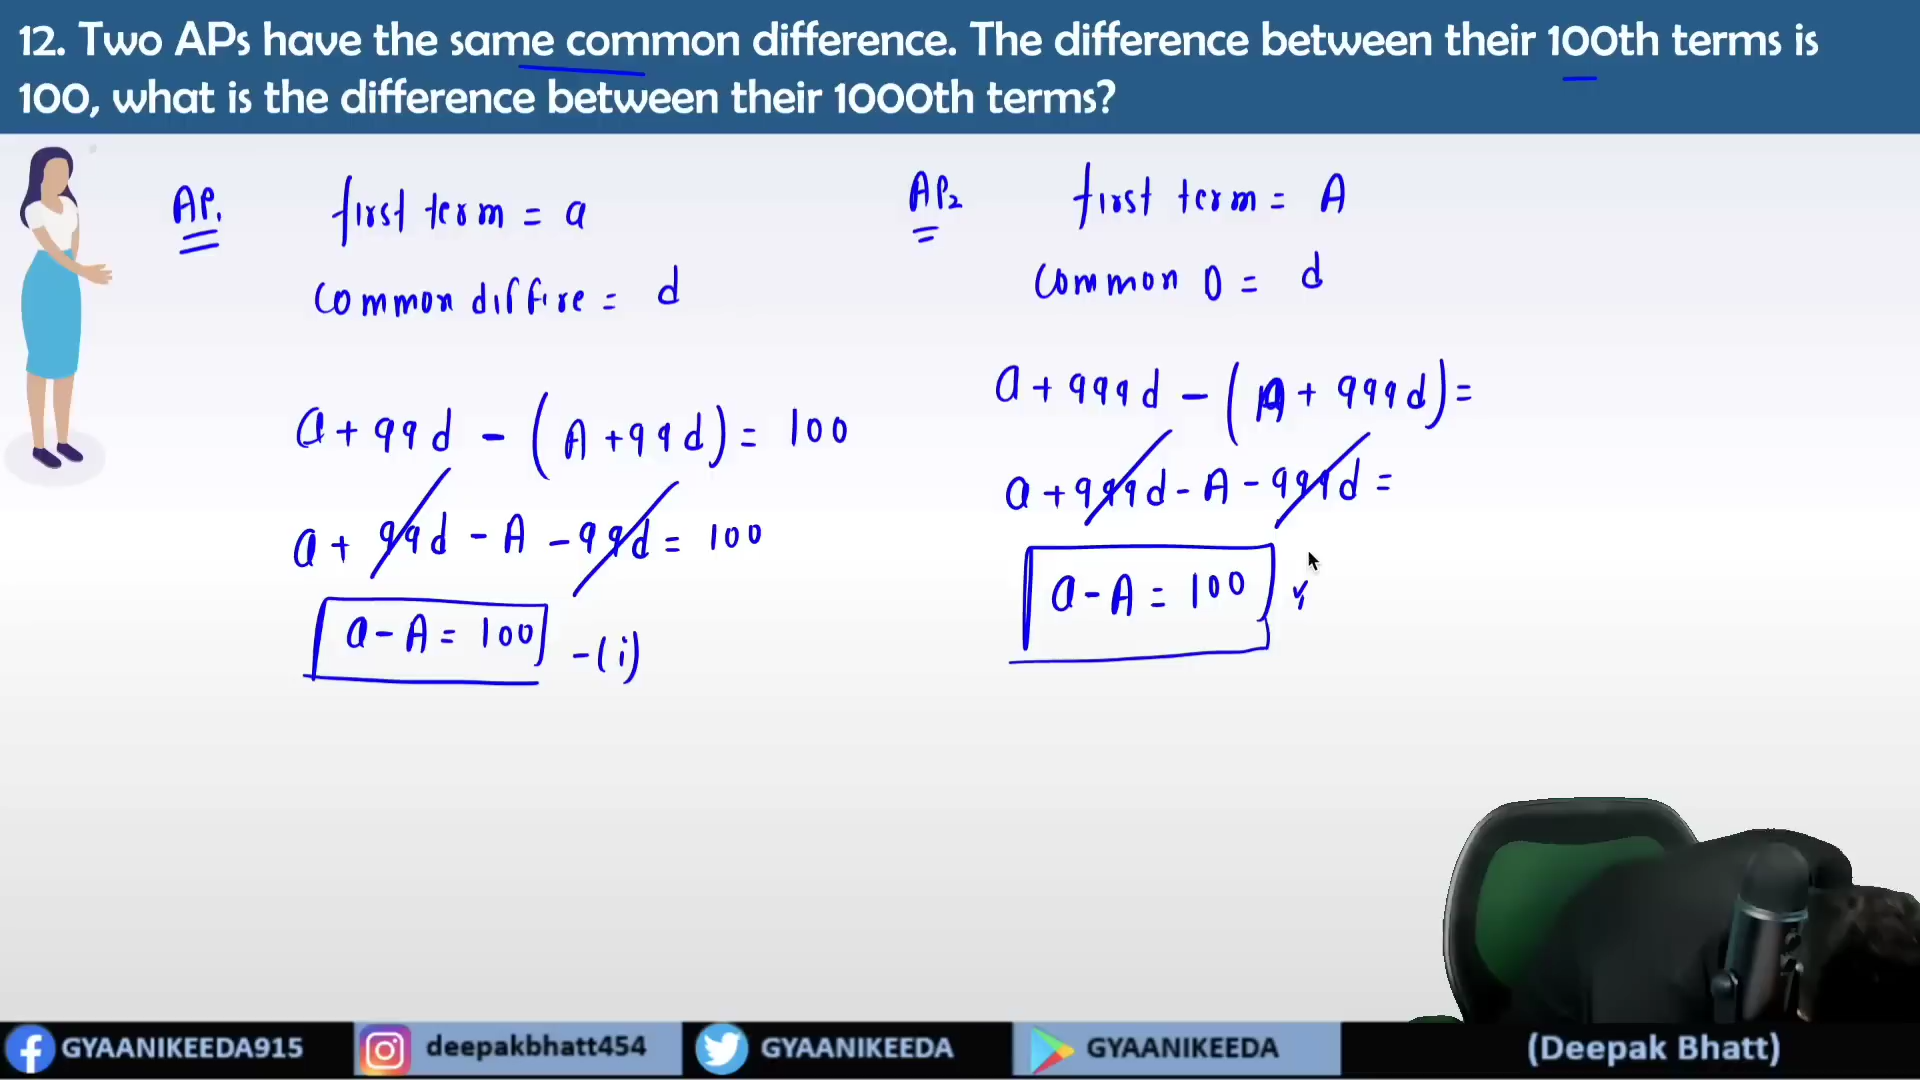 12. Two APs have the same common difference. The difference between their 100th terms is
100, what is the difference between their 1000th terms?
AP1
first term = a
common diffire = d
AP2
first term = A
common D = d
a + 99d - (A + 99d) = 100
a + 99d - A - 99d = 100
a - A = 100 -(i)
a + 999d - (A + 999d) =
a + 999d - A - 999d =
a - A = 100
GYAANIKEEDA915
deepakbhatt454
GYAANIKEEDA
GYAANIKEEDA
(Deepak Bhatt)